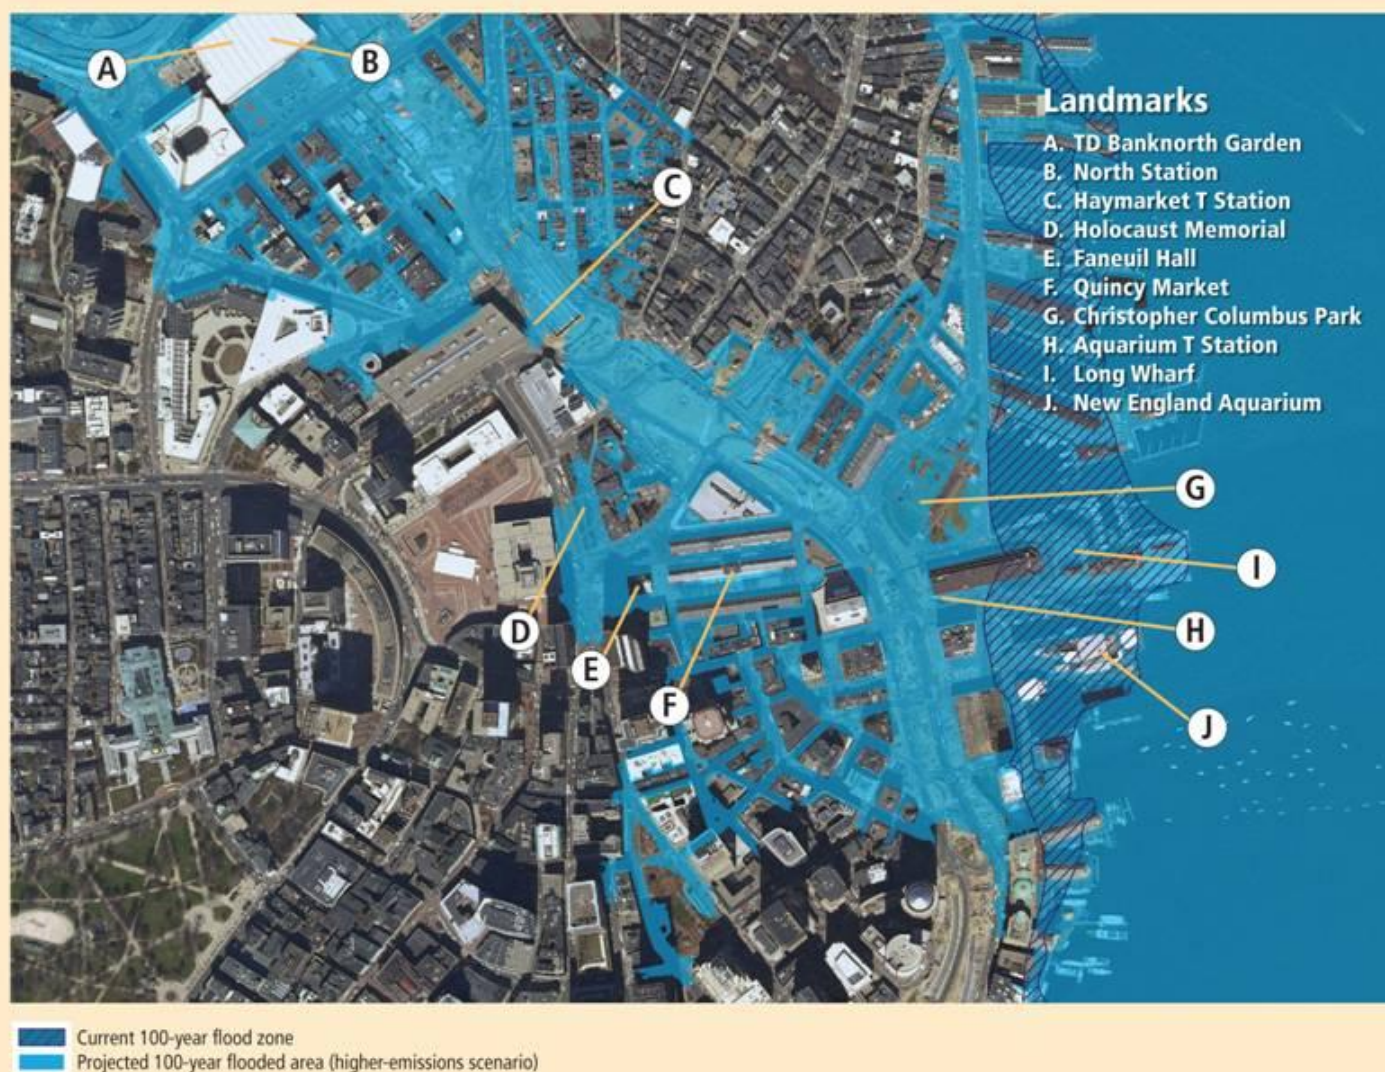 A
B
C
Landmarks
A. TD Banknorth Garden
B. North Station
C. Haymarket T Station
D. Holocaust Memorial
E. Faneuil Hall
F. Quincy Market
G. Christopher Columbus Park
H. Aquarium T Station
I. Long Wharf
J. New England Aquarium
G
I
D
H
E
F
J
Current 100-year flood zone
Projected 100-year flooded area (higher-emissions scenario)